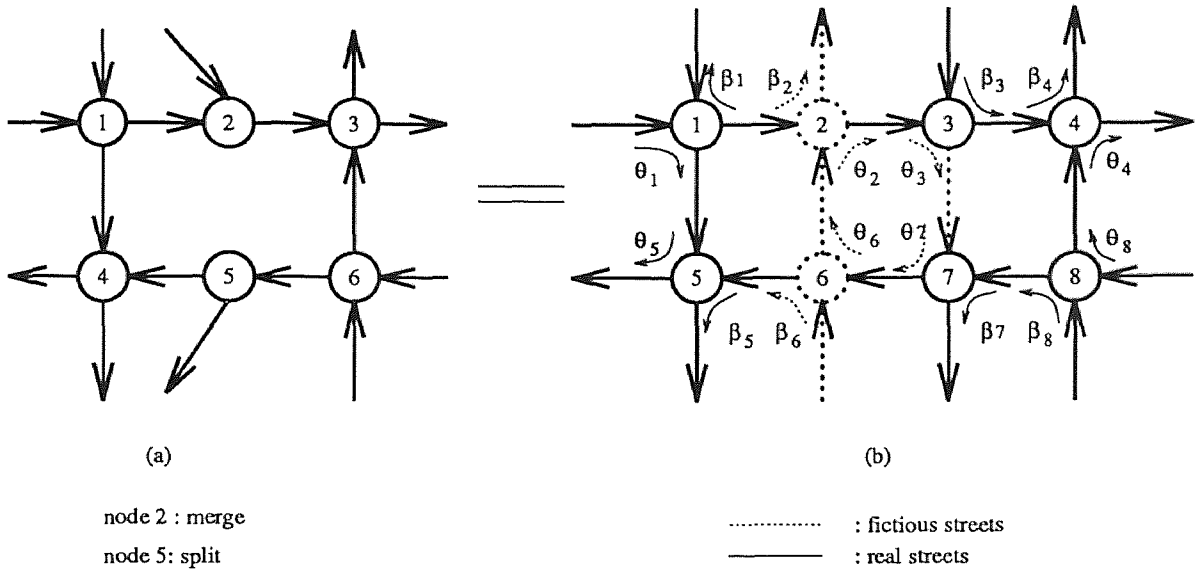 1 2 3
4 5 6
β1 β2 β3 β4
1 2 3 4
θ1 θ2 θ3 θ4
θ5 θ6 θ7 θ8
5 6 7 8
β5 β6 β7 β8
(a) (b)
node 2 : merge
node 5: split
: fictious streets
: real streets